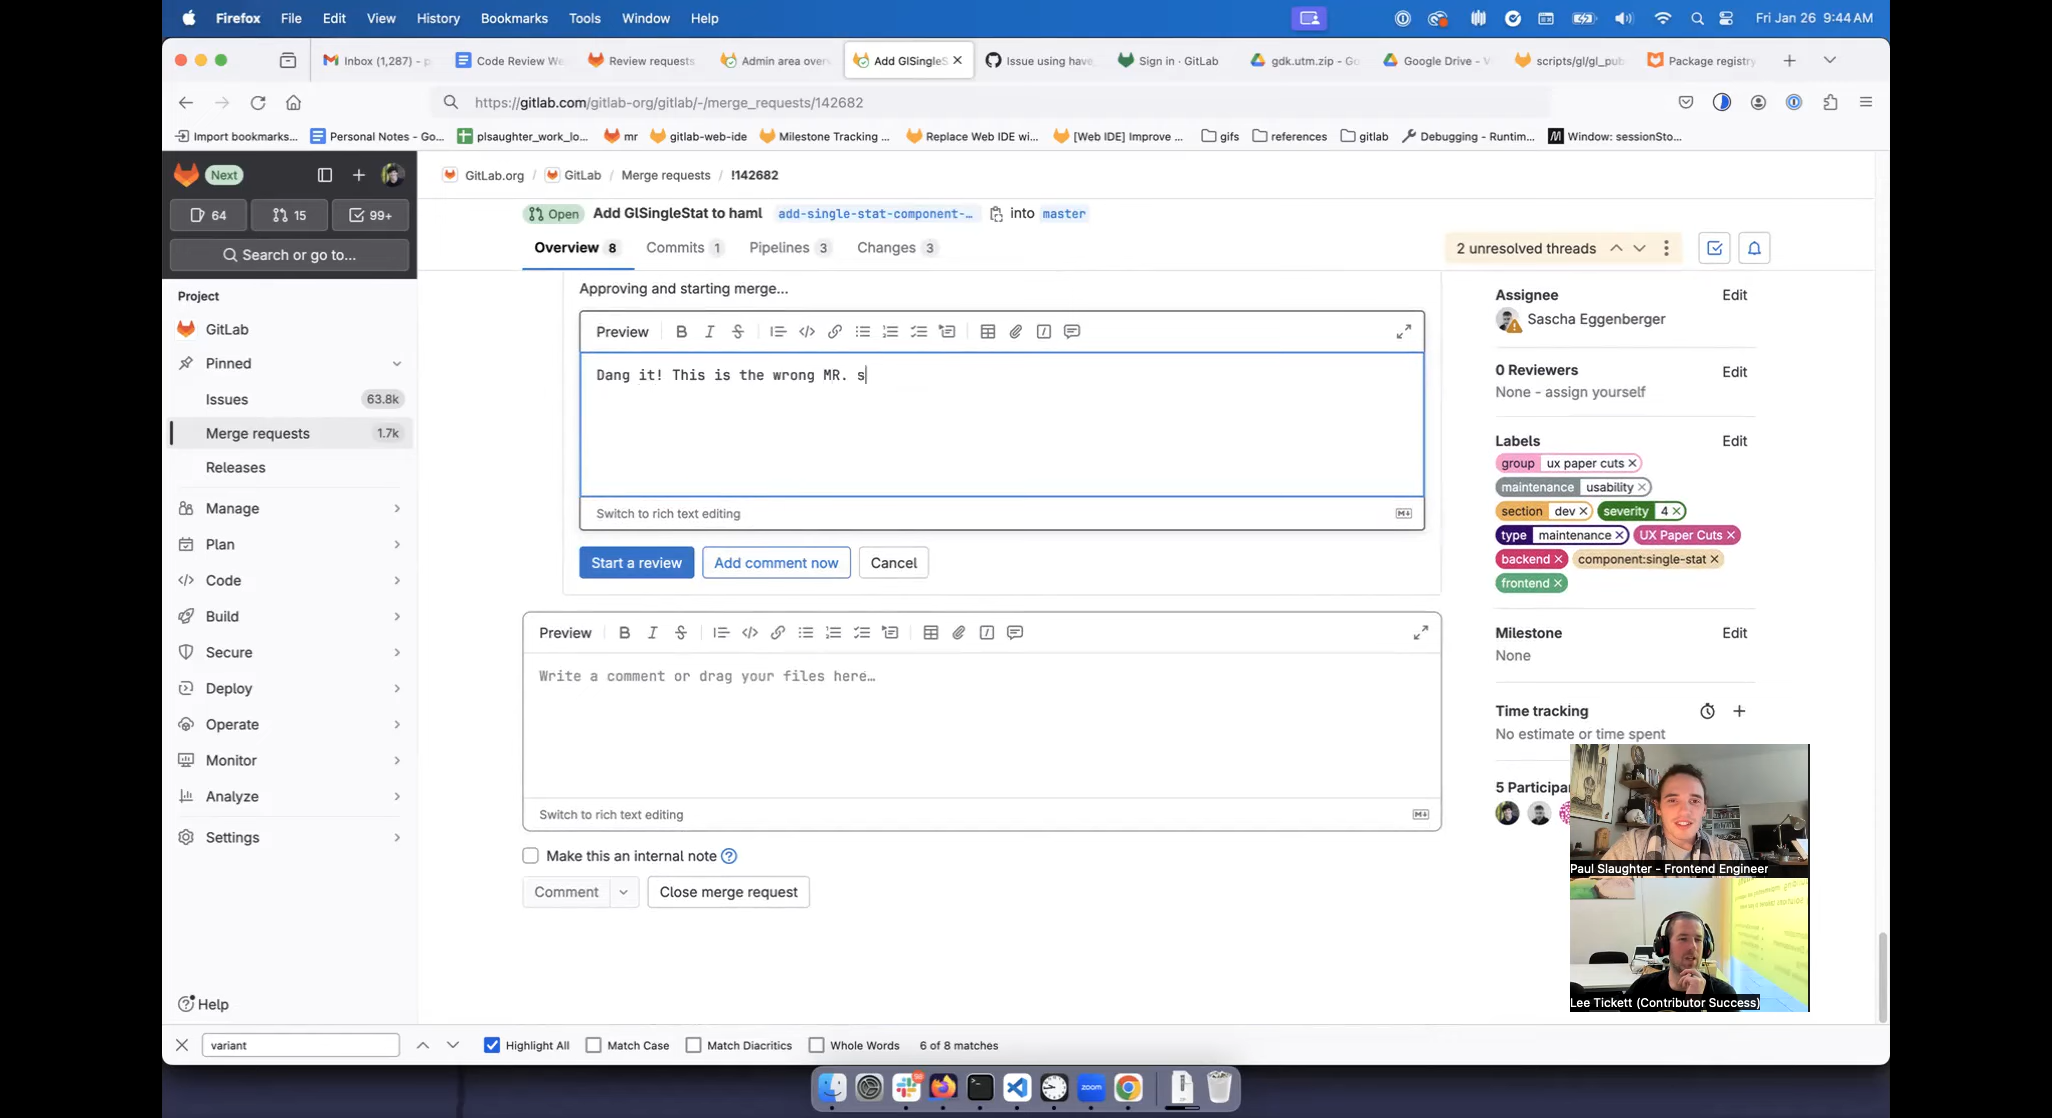 Firefox File Edit View History Bookmarks Tools Window Help
Fri Jan 26 9:44 AM
Inbox (1,287) - p
Code Review We
Review requests
Admin area over
Add GlSingleS
Issue using have
Sign in · GitLab
gdk.utm.zip - Go
Google Drive - V
scripts/gl/gl_pub
Package registry
https://gitlab.com/gitlab-org/gitlab/-/merge_requests/142682
Import bookmarks...
Personal Notes - Go...
plsaughter_work_lo...
mr
gitlab-web-ide
Milestone Tracking ...
Replace Web IDE wi...
[Web IDE] Improve ...
gifs
references
gitlab
Debugging - Runtim...
Window: sessionSto...
Next
64
15
99+
Search or go to...
Project
GitLab
Pinned
Issues 63.8k
Merge requests 1.7k
Releases
Manage
Plan
Code
Build
Secure
Deploy
Operate
Monitor
Analyze
Settings
Help
GitLab.org / GitLab / Merge requests / !142682
Open Add GlSingleStat to haml add-single-stat-component-… into master
Overview 8 Commits 1 Pipelines 3 Changes 3
2 unresolved threads
Approving and starting merge...
Preview
Dang it! This is the wrong MR. s
Switch to rich text editing
Start a review
Add comment now
Cancel
Preview
Write a comment or drag your files here…
Switch to rich text editing
Make this an internal note
Comment
Close merge request
Assignee Edit
Sascha Eggenberger
0 Reviewers Edit
None - assign yourself
Labels Edit
group ux paper cuts
maintenance usability
section dev severity 4
type maintenance UX Paper Cuts
backend component:single-stat
frontend
Milestone Edit
None
Time tracking
No estimate or time spent
5 Participa
Paul Slaughter - Frontend Engineer
Lee Tickett (Contributor Success)
variant
Highlight All
Match Case
Match Diacritics
Whole Words
6 of 8 matches
zoom